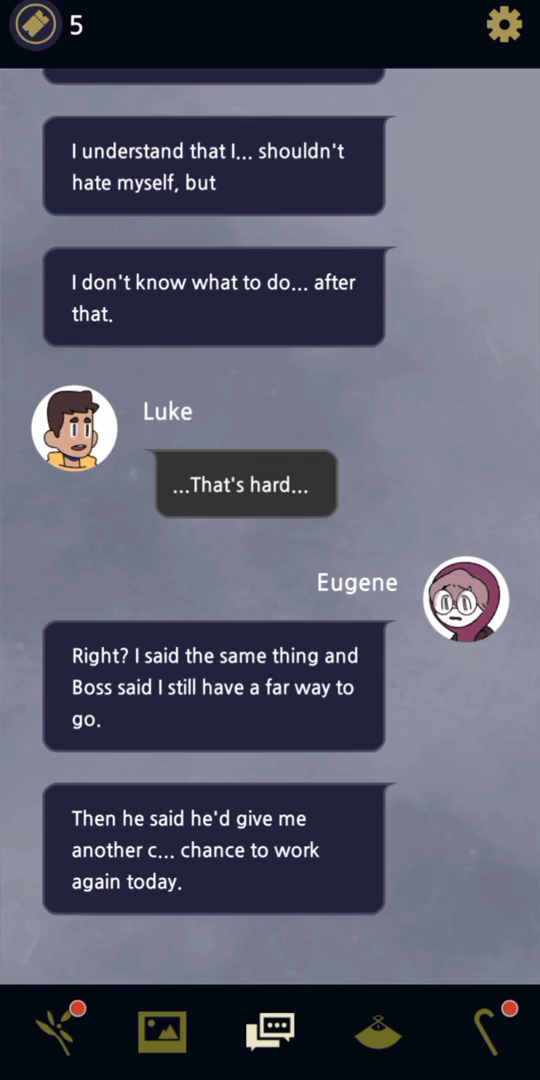 5
I understand that I... shouldn't
hate myself, but
I don't know what to do... after
that.
Luke
...That's hard...
Eugene
Right? I said the same thing and
Boss said I still have a far way to
go.
Then he said he'd give me
another c... chance to work
again today.